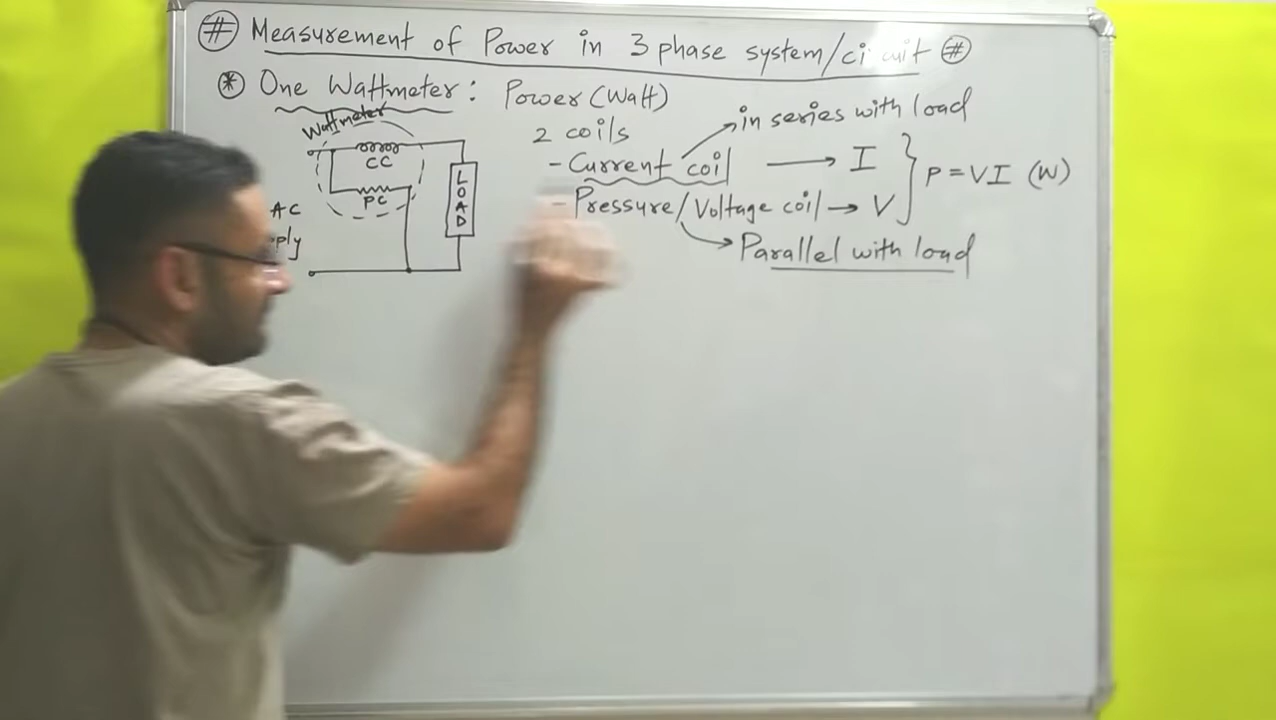 # Measurement of Power in 3 phase system/circuit #
* One Wattmeter : Power (Watt)
Wattmeter
CC
PC
AC
LOAD
2 coils
in series with load
- Current coil → I
- Pressure/Voltage coil → V
} P = VI (W)
→ Parallel with load